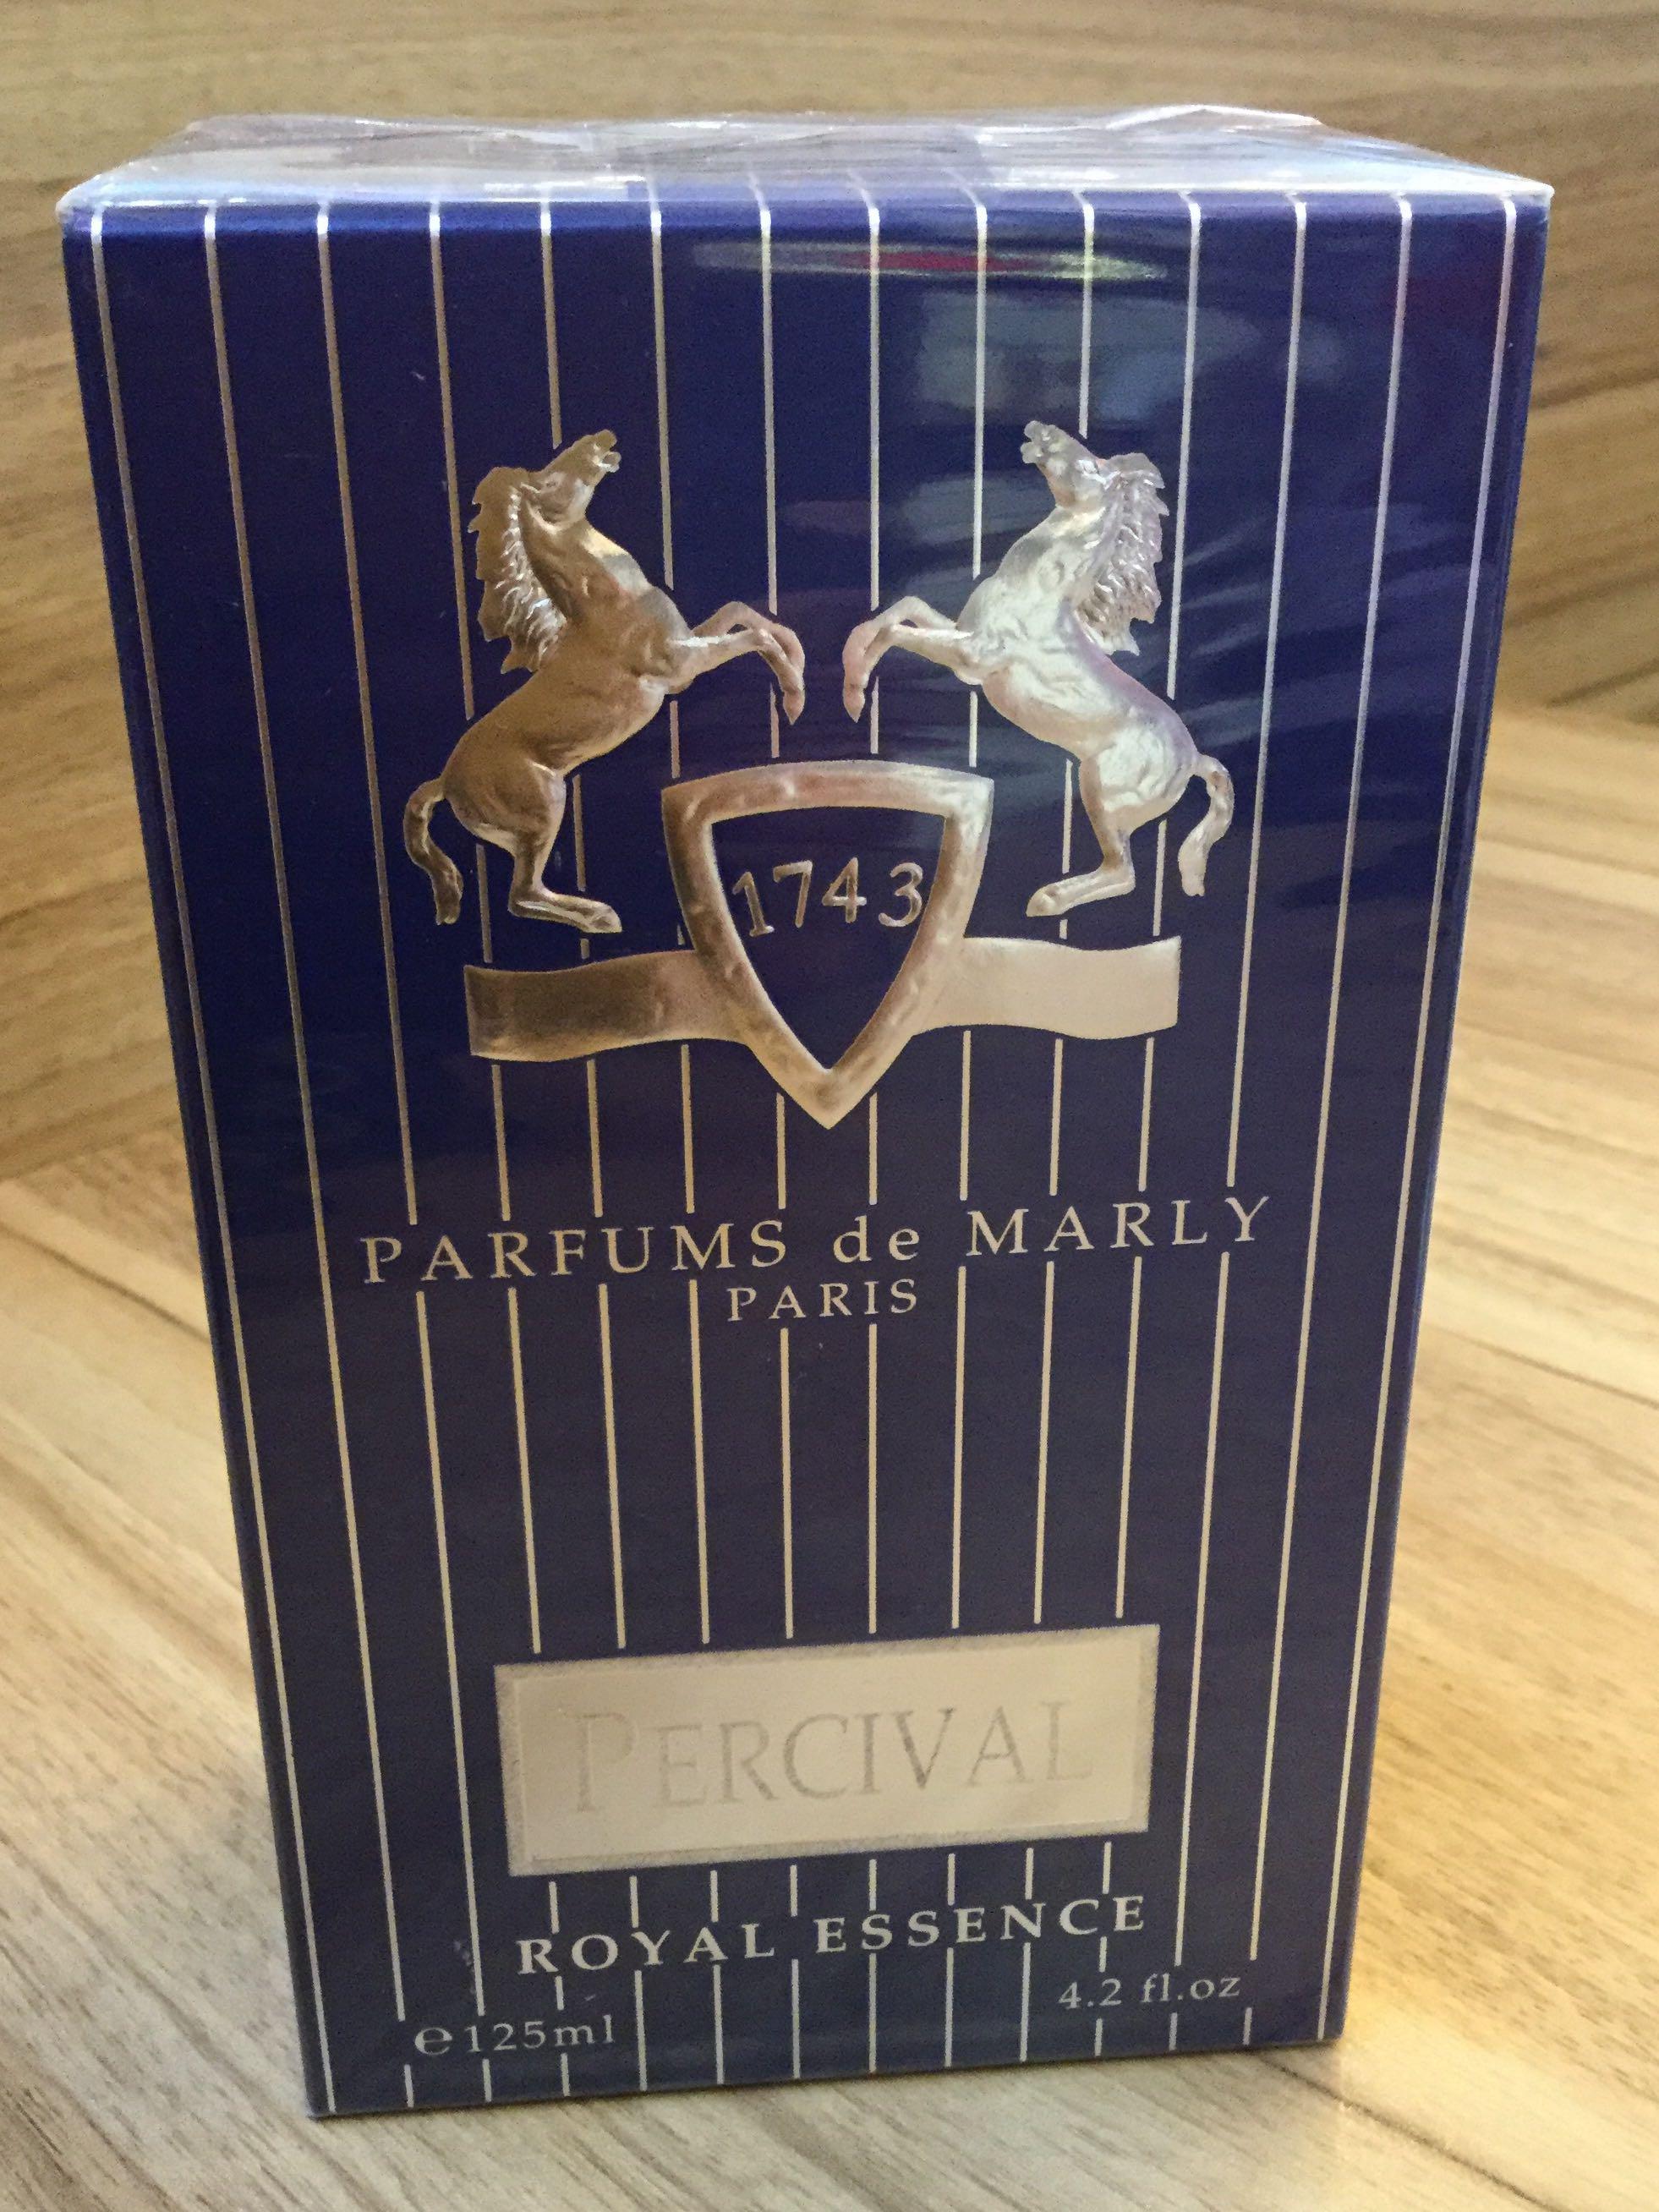 1743
PARFUMS de MARLY
PARIS
PERCIVAL
ROYAL ESSENCE
℮125ml
4.2 fl.oz